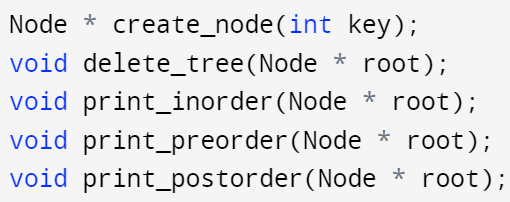 Node * create_node(int key);
void delete_tree(Node * root);
void print_inorder(Node * root);
void print_preorder(Node * root);
void print_postorder(Node * root);